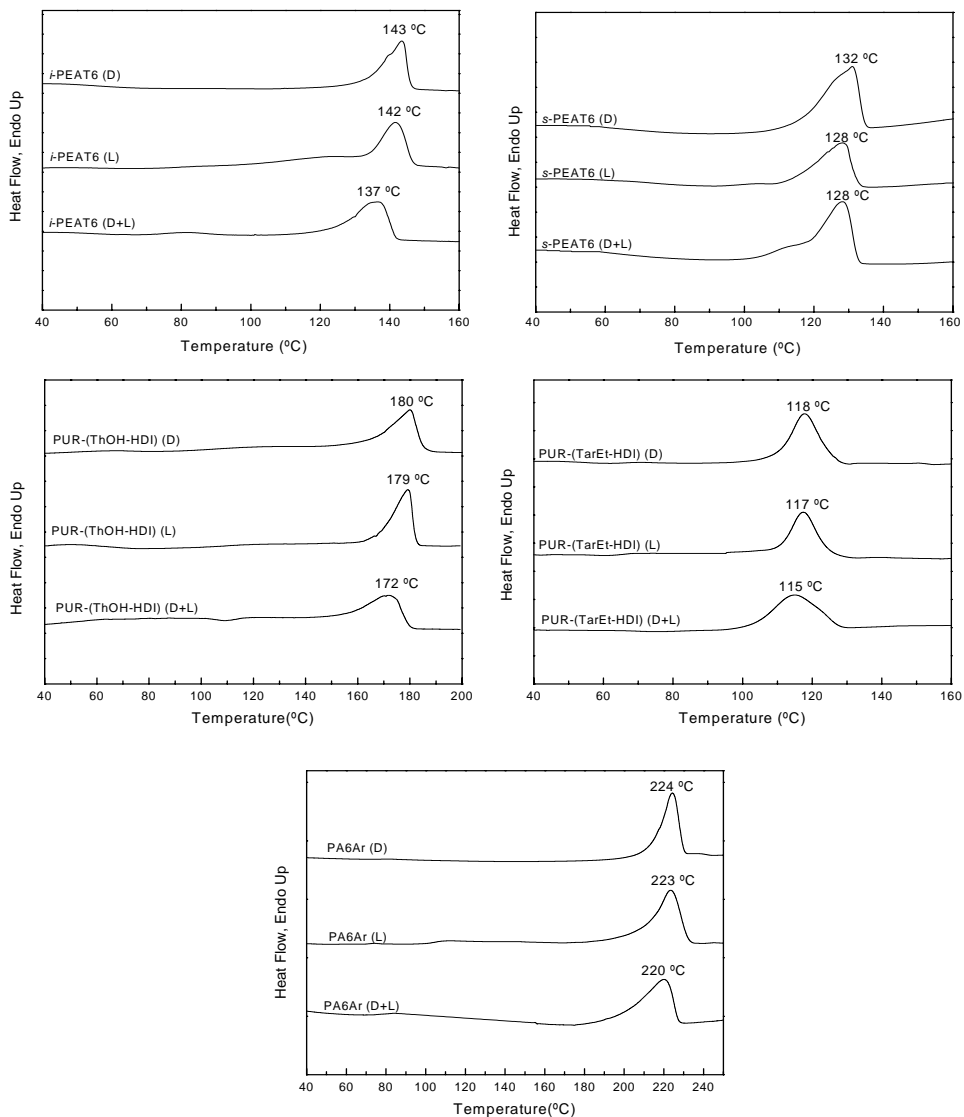 143 ºC
i-PEAT6 (D)
142 ºC
i-PEAT6 (L)
137 ºC
i-PEAT6 (D+L)
Heat Flow, Endo Up
40 60 80 100 120 140 160
Temperature (ºC)
132 ºC
s-PEAT6 (D)
128 ºC
s-PEAT6 (L)
128 ºC
s-PEAT6 (D+L)
Heat Flow, Endo Up
40 60 80 100 120 140 160
Temperature (ºC)
180 ºC
PUR-(ThOH-HDI) (D)
179 ºC
PUR-(ThOH-HDI) (L)
172 ºC
PUR-(ThOH-HDI) (D+L)
Heat Flow, Endo Up
40 60 80 100 120 140 160 180 200
Temperature(ºC)
118 ºC
PUR-(TarEt-HDI) (D)
117 ºC
PUR-(TarEt-HDI) (L)
115 ºC
PUR-(TarEt-HDI) (D+L)
Heat Flow, Endo Up
40 60 80 100 120 140 160
Temperature (ºC)
224 ºC
PA6Ar (D)
223 ºC
PA6Ar (L)
220 ºC
PA6Ar (D+L)
Heat Flow, Endo Up
40 60 80 100 120 140 160 180 200 220 240
Temperature(ºC)